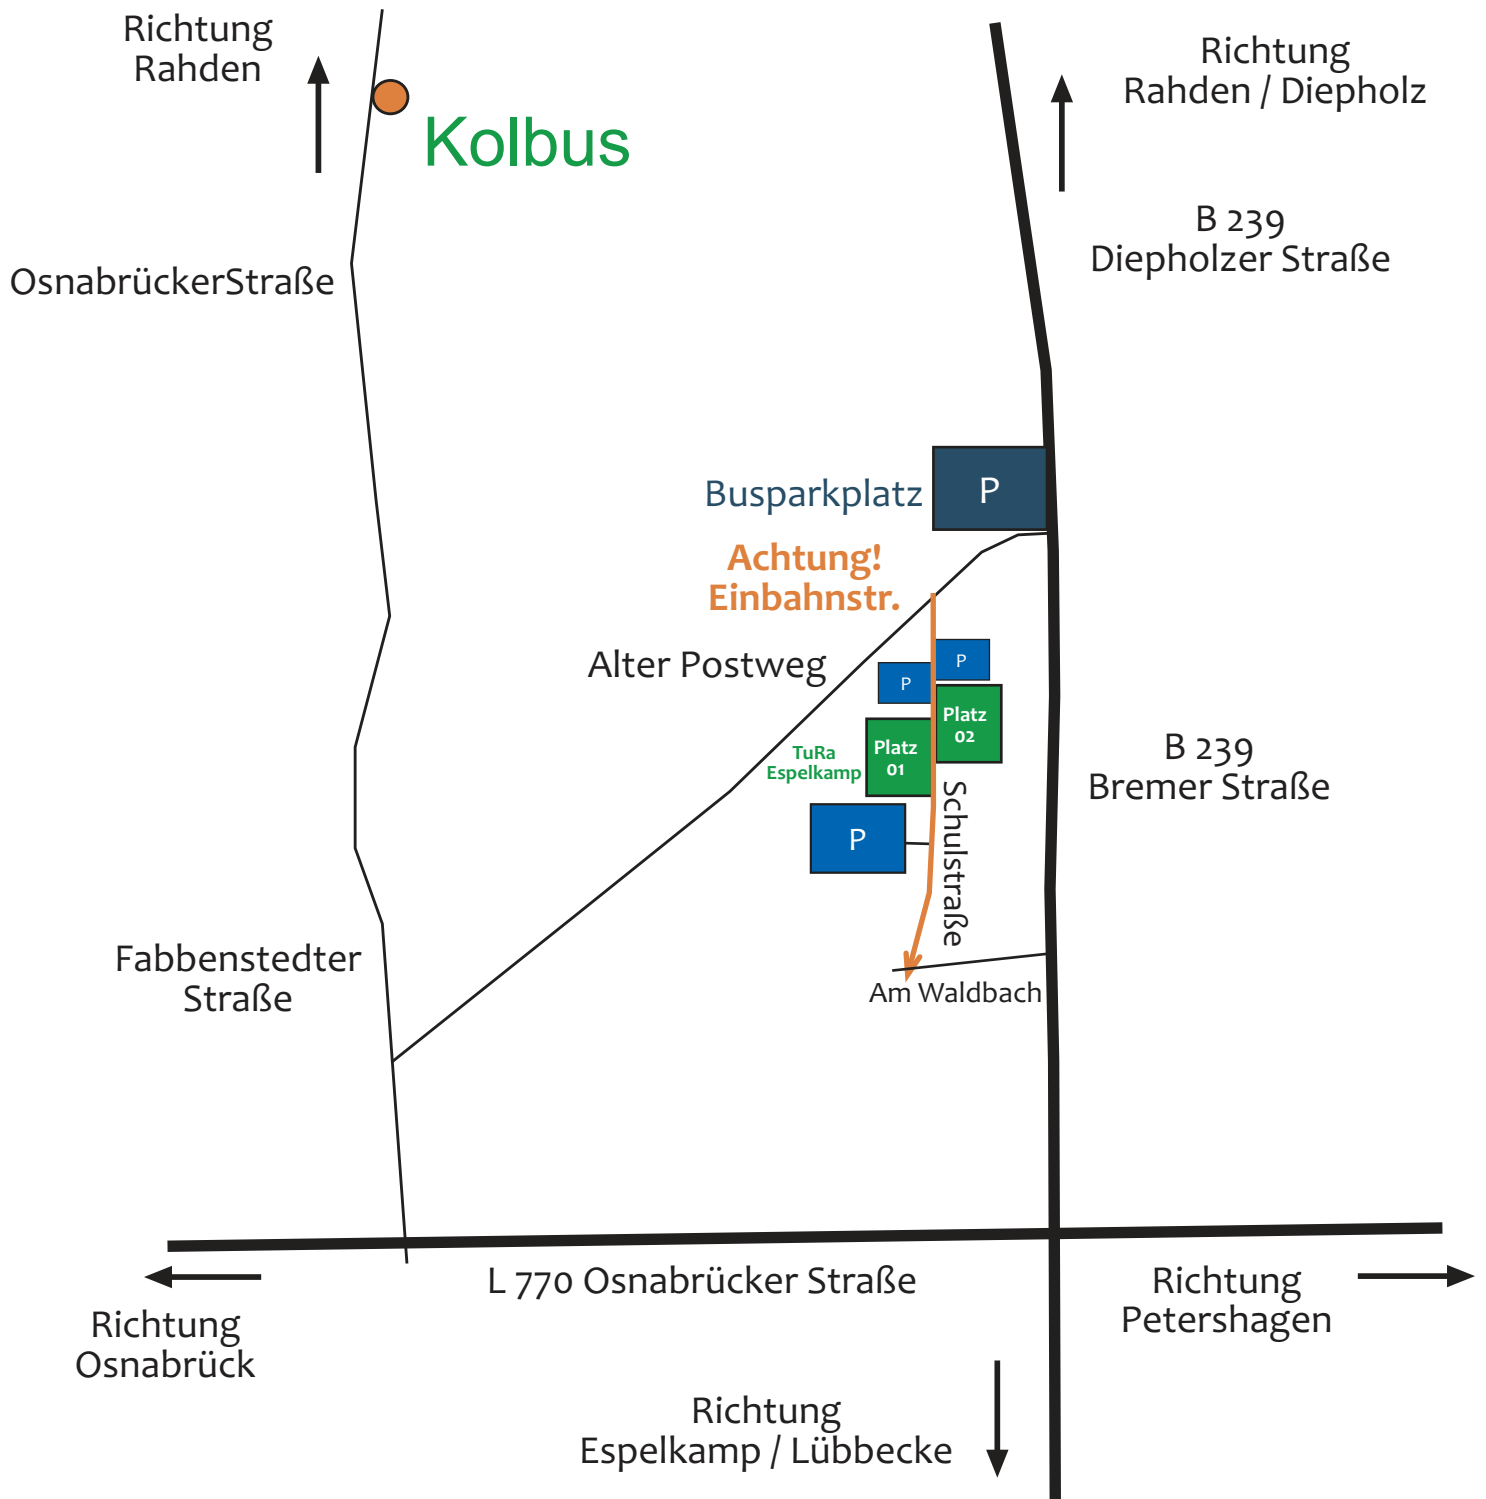 Richtung
Rahden
Kolbus
Richtung
Rahden / Diepholz
B 239
Diepholzer Straße
OsnabrückerStraße
Busparkplatz
P
Achtung!
Einbahnstr.
Alter Postweg
P
P
Platz
02
Platz
01
TuRa
Espelkamp
P
Schulstraße
B 239
Bremer Straße
Fabbenstedter
Straße
Am Waldbach
L 770 Osnabrücker Straße
Richtung
Petershagen
Richtung
Osnabrück
Richtung
Espelkamp / Lübbecke